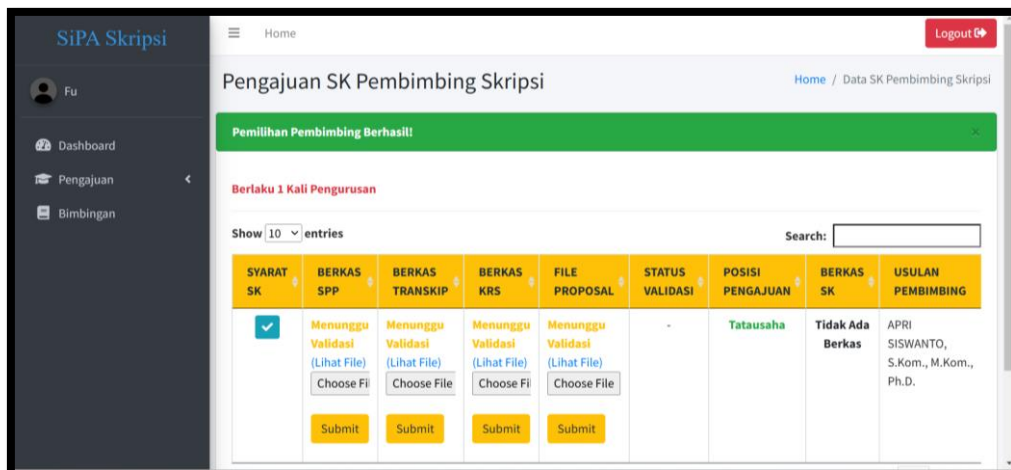 SiPA Skripsi
Home
Logout
Fu
Pengajuan SK Pembimbing Skripsi
Home / Data SK Pembimbing Skripsi
Dashboard
Pengajuan
Bimbingan
Pemilihan Pembimbing Berhasil!
×
Berlaku 1 Kali Pengurusan
Show 10 entries
Search:
SYARAT SK
BERKAS SPP
BERKAS TRANSKIP
BERKAS KRS
FILE PROPOSAL
STATUS VALIDASI
POSISI PENGAJUAN
BERKAS SK
USULAN PEMBIMBING
Menunggu Validasi
(Lihat File)
Choose Fil
Submit
Menunggu Validasi
(Lihat File)
Choose File
Submit
Menunggu Validasi
(Lihat File)
Choose Fil
Submit
Menunggu Validasi
(Lihat File)
Choose File
Submit
-
Tatausaha
Tidak Ada Berkas
APRI
SISWANTO,
S.Kom., M.Kom.,
Ph.D.